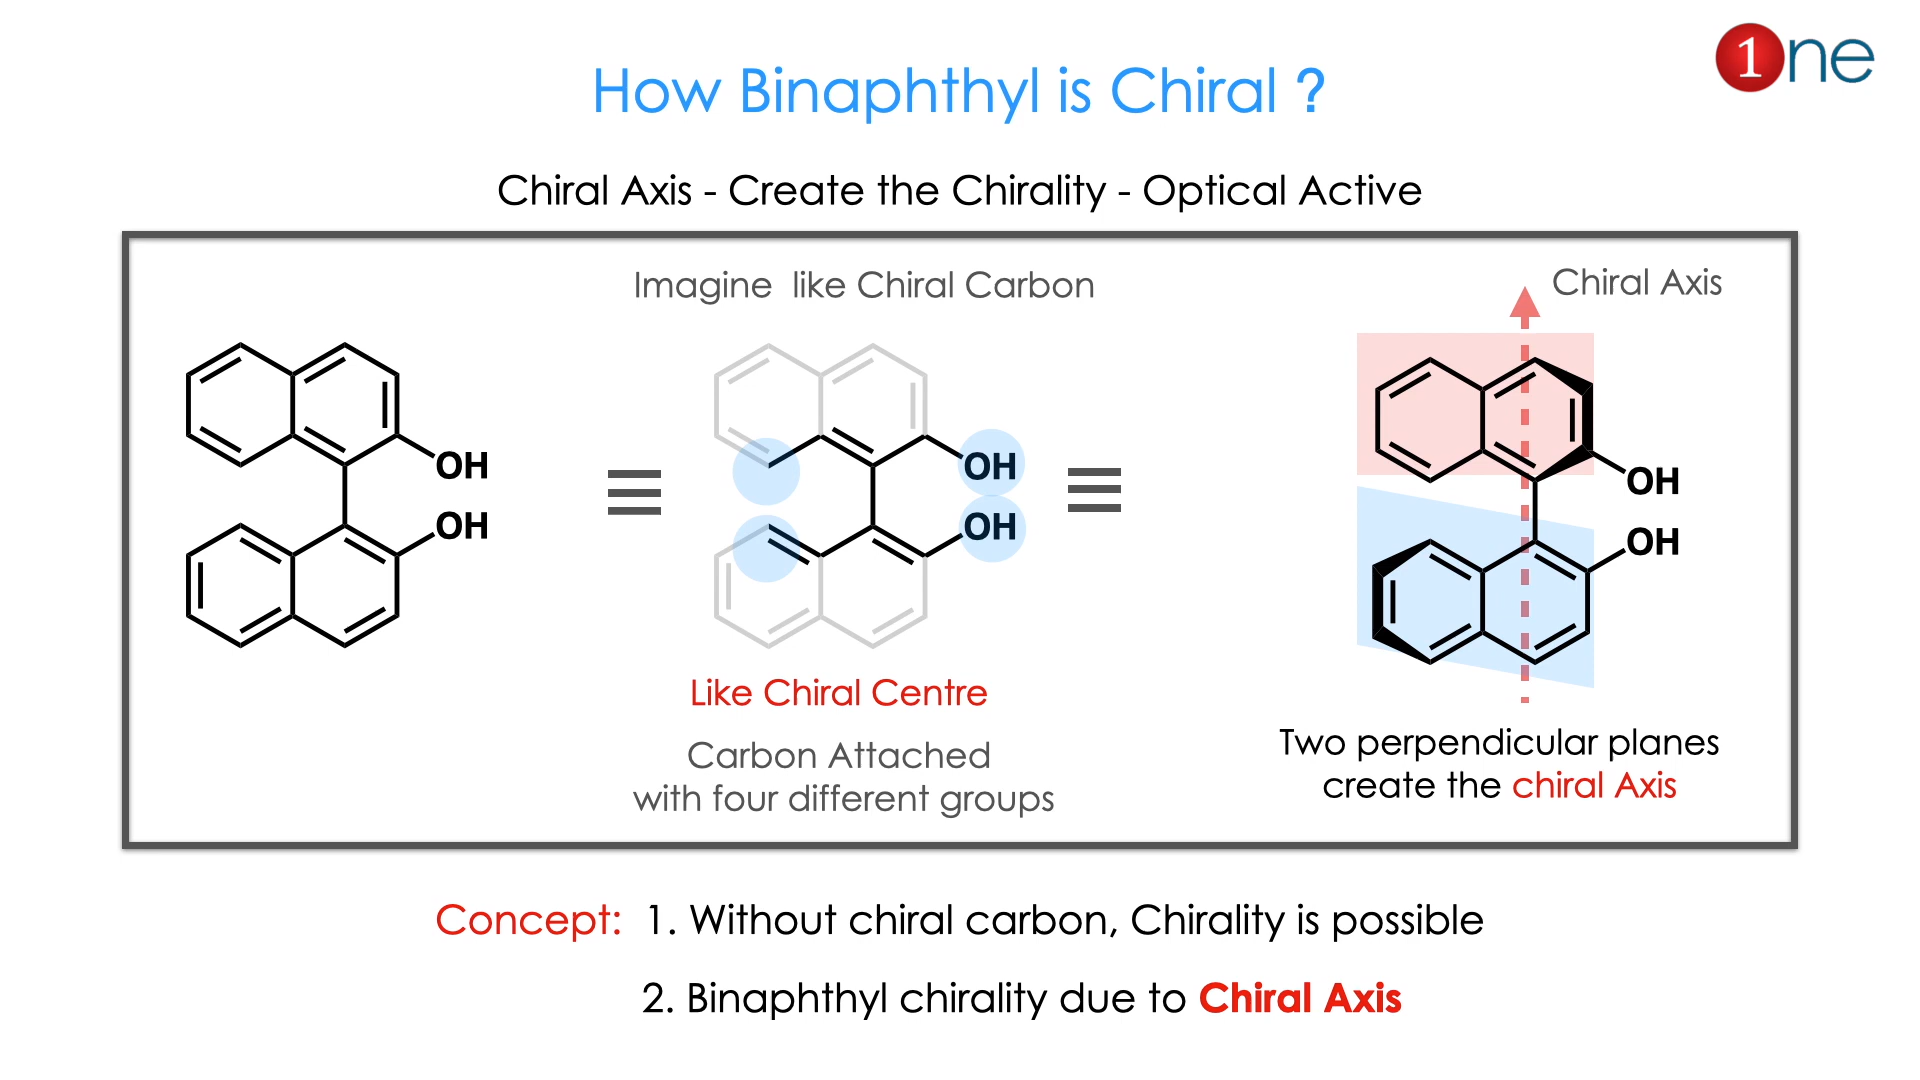 1ne
How Binaphthyl is Chiral ?
Chiral Axis - Create the Chirality - Optical Active
Imagine  like Chiral Carbon
Chiral Axis
OH
OH
OH
OH
OH
OH
Like Chiral Centre
Carbon Attached
with four different groups
Two perpendicular planes
create the chiral Axis
Concept: 1. Without chiral carbon, Chirality is possible
2. Binaphthyl chirality due to Chiral Axis